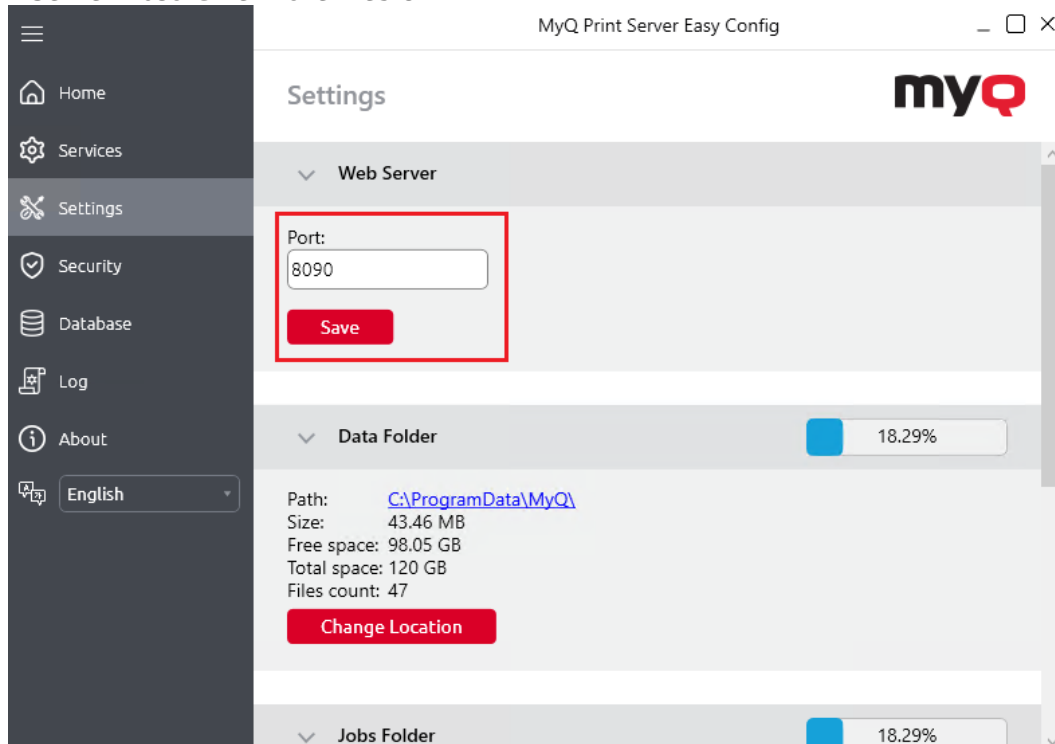 MyQ Print Server Easy Config
Home
Services
Settings
Security
Database
Log
About
English
Settings
myQ
Web Server
Port:
8090
Save
Data Folder
18.29%
Path: C:\ProgramData\MyQ\
Size: 43.46 MB
Free space: 98.05 GB
Total space: 120 GB
Files count: 47
Change Location
Jobs Folder
18.29%